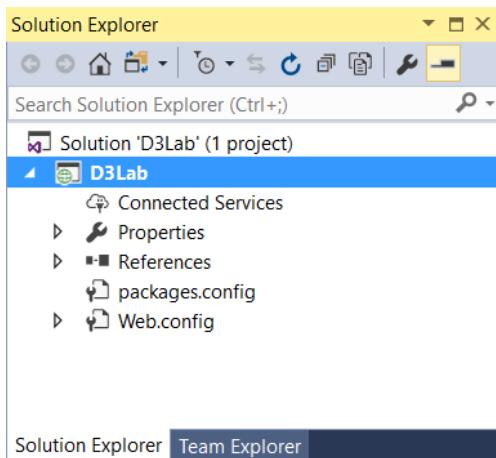 Solution Explorer
Search Solution Explorer (Ctrl+;)
Solution 'D3Lab' (1 project)
D3Lab
Connected Services
Properties
References
packages.config
Web.config
Solution Explorer Team Explorer